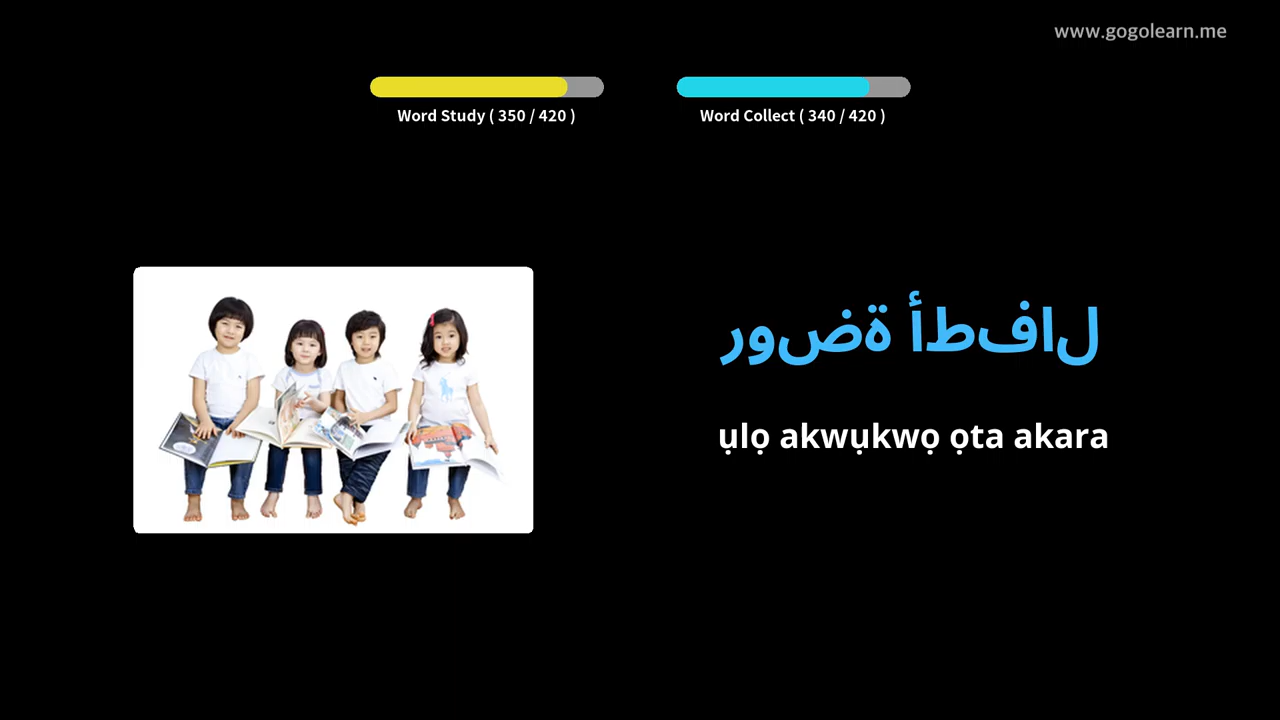 www.gogolearn.me
Word Study ( 350 / 420 )
Word Collect ( 340 / 420 )
روضة أطفال
ụlọ akwụkwọ ọta akara